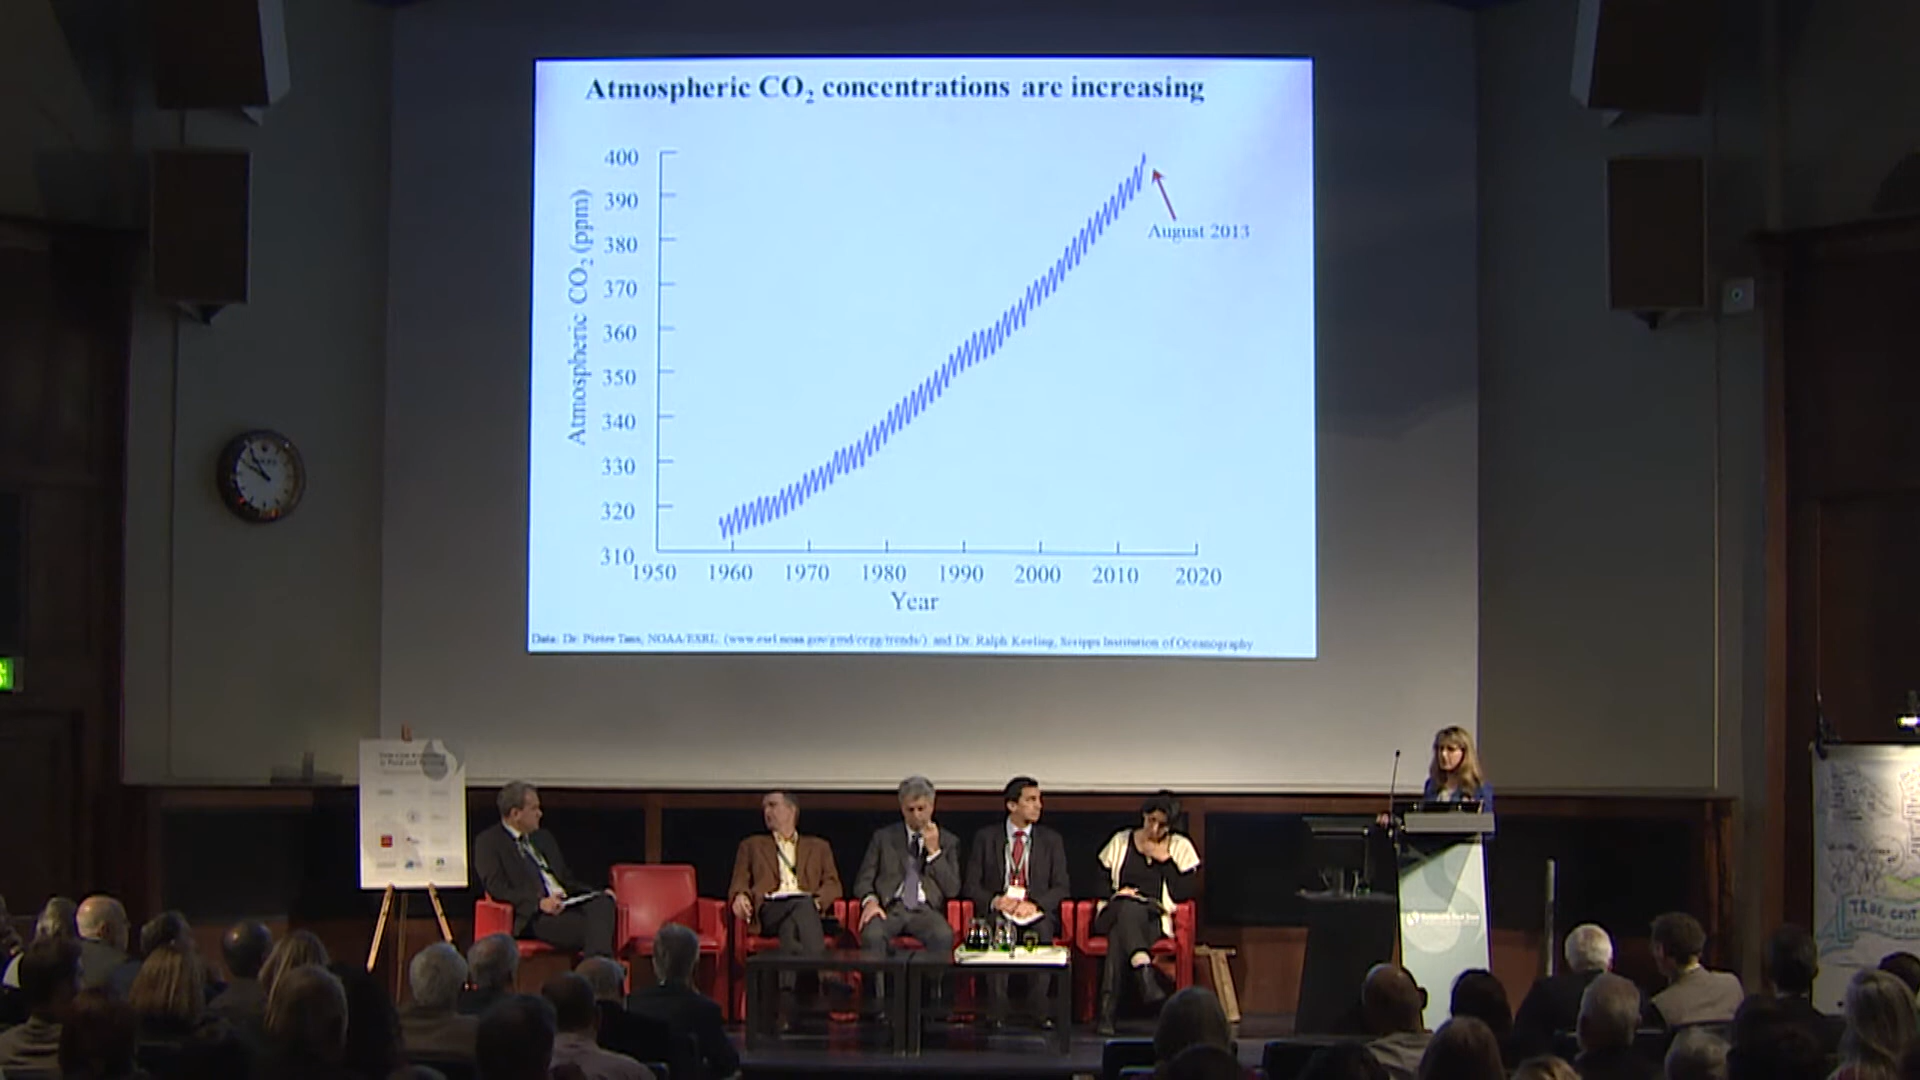 Atmospheric CO₂ concentrations are increasing
Atmospheric CO₂ (ppm)
400
390
380
370
360
350
340
330
320
310
August 2013
1950 1960 1970 1980 1990 2000 2010 2020
Year
Data: Dr. Pieter Tans, NOAA/ESRL (www.esrl.noaa.gov/gmd/ccgg/trends/) and Dr. Ralph Keeling, Scripps Institution of Oceanography
TRUE COST